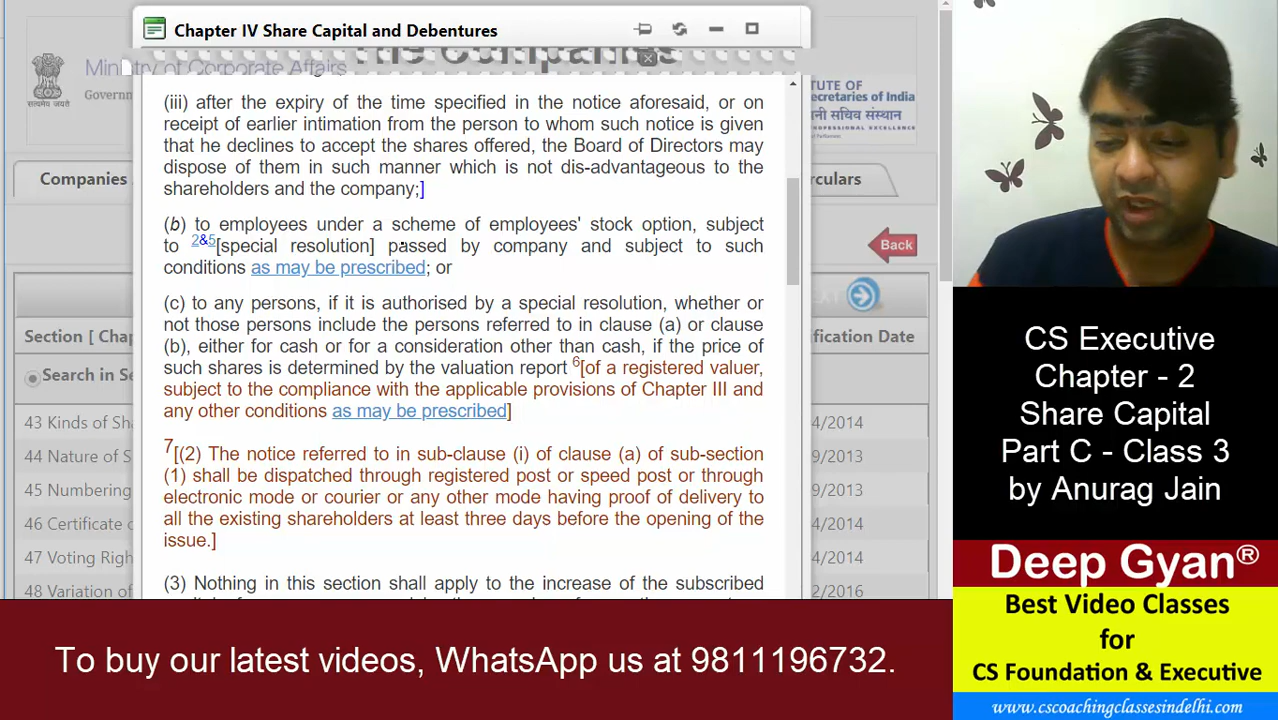 Chapter IV Share Capital and Debentures
The Companies
Ministry of Corporate Affairs
Govern
सत्यमेव जयते
TUTE OF
ecretaries of India
सचिव संस्थान
ROFESSIONAL EXCELLENCE
Companies
rculars
Back
Section [ Chap
ification Date
Search in Se
43 Kinds of Sh
4/2014
44 Nature of S
9/2013
45 Numbering
9/2013
46 Certificate o
4/2014
47 Voting Righ
4/2014
48 Variation of
2/2016
(iii) after the expiry of the time specified in the notice aforesaid, or on
receipt of earlier intimation from the person to whom such notice is given
that he declines to accept the shares offered, the Board of Directors may
dispose of them in such manner which is not dis-advantageous to the
shareholders and the company;]
(b) to employees under a scheme of employees' stock option, subject
to 2&5[special resolution] passed by company and subject to such
conditions as may be prescribed; or
(c) to any persons, if it is authorised by a special resolution, whether or
not those persons include the persons referred to in clause (a) or clause
(b), either for cash or for a consideration other than cash, if the price of
such shares is determined by the valuation report 6[of a registered valuer,
subject to the compliance with the applicable provisions of Chapter III and
any other conditions as may be prescribed]
7[(2) The notice referred to in sub-clause (i) of clause (a) of sub-section
(1) shall be dispatched through registered post or speed post or through
electronic mode or courier or any other mode having proof of delivery to
all the existing shareholders at least three days before the opening of the
issue.]
(3) Nothing in this section shall apply to the increase of the subscribed
CS Executive
Chapter - 2
Share Capital
Part C - Class 3
by Anurag Jain
Deep Gyan®
Best Video Classes
for
CS Foundation & Executive
www.cscoachingclassesindelhi.com
To buy our latest videos, WhatsApp us at 9811196732.